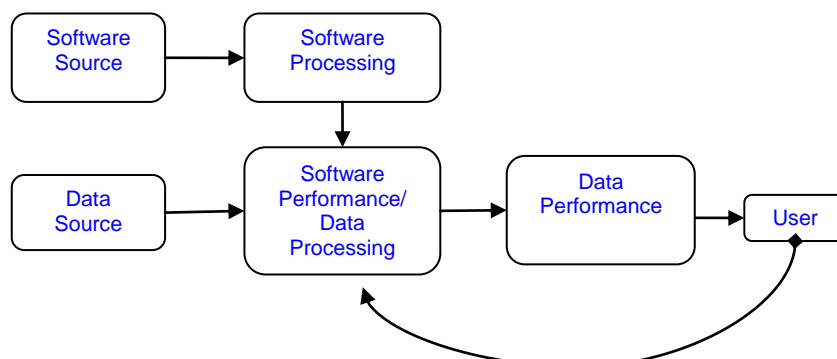 Software
Source
Software
Processing
Data
Source
Software
Performance/
Data
Processing
Data
Performance
User